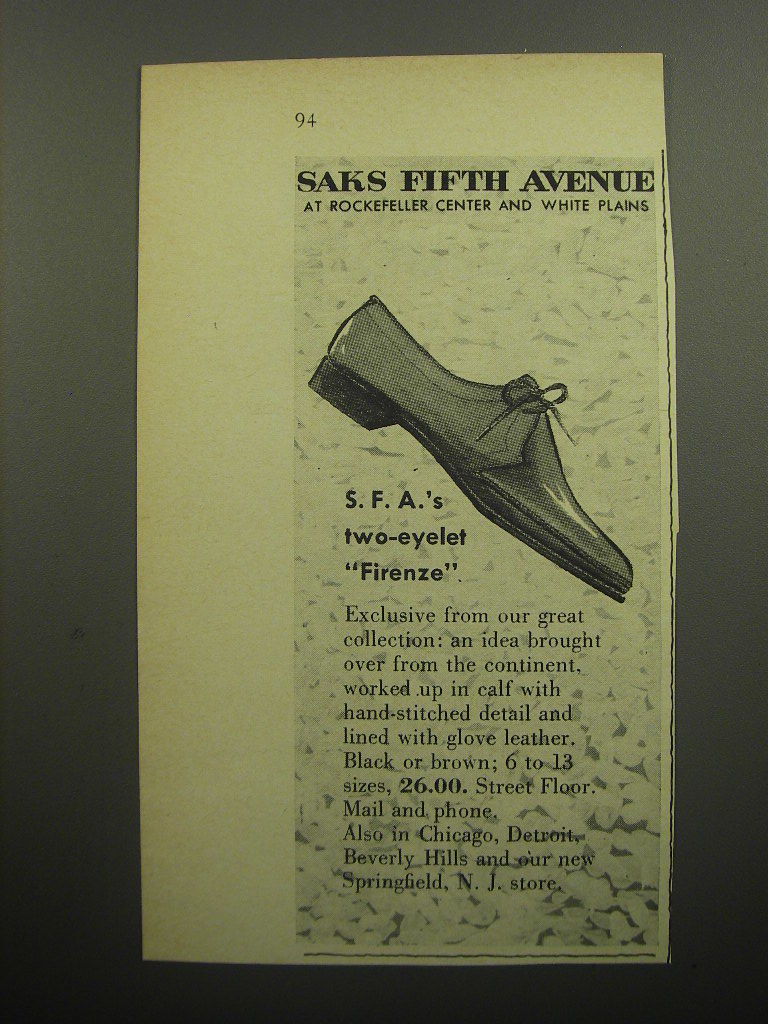 94
SAKS FIFTH AVENUE
AT ROCKEFELLER CENTER AND WHITE PLAINS
S. F. A.'s
two-eyelet
"Firenze".
Exclusive from our great
collection: an idea brought
over from the continent,
worked up in calf with
hand-stitched detail and
lined with glove leather.
Black or brown; 6 to 13
sizes, 26.00. Street Floor.
Mail and phone.
Also in Chicago, Detroit,
Beverly Hills and our new
Springfield, N. J. store.